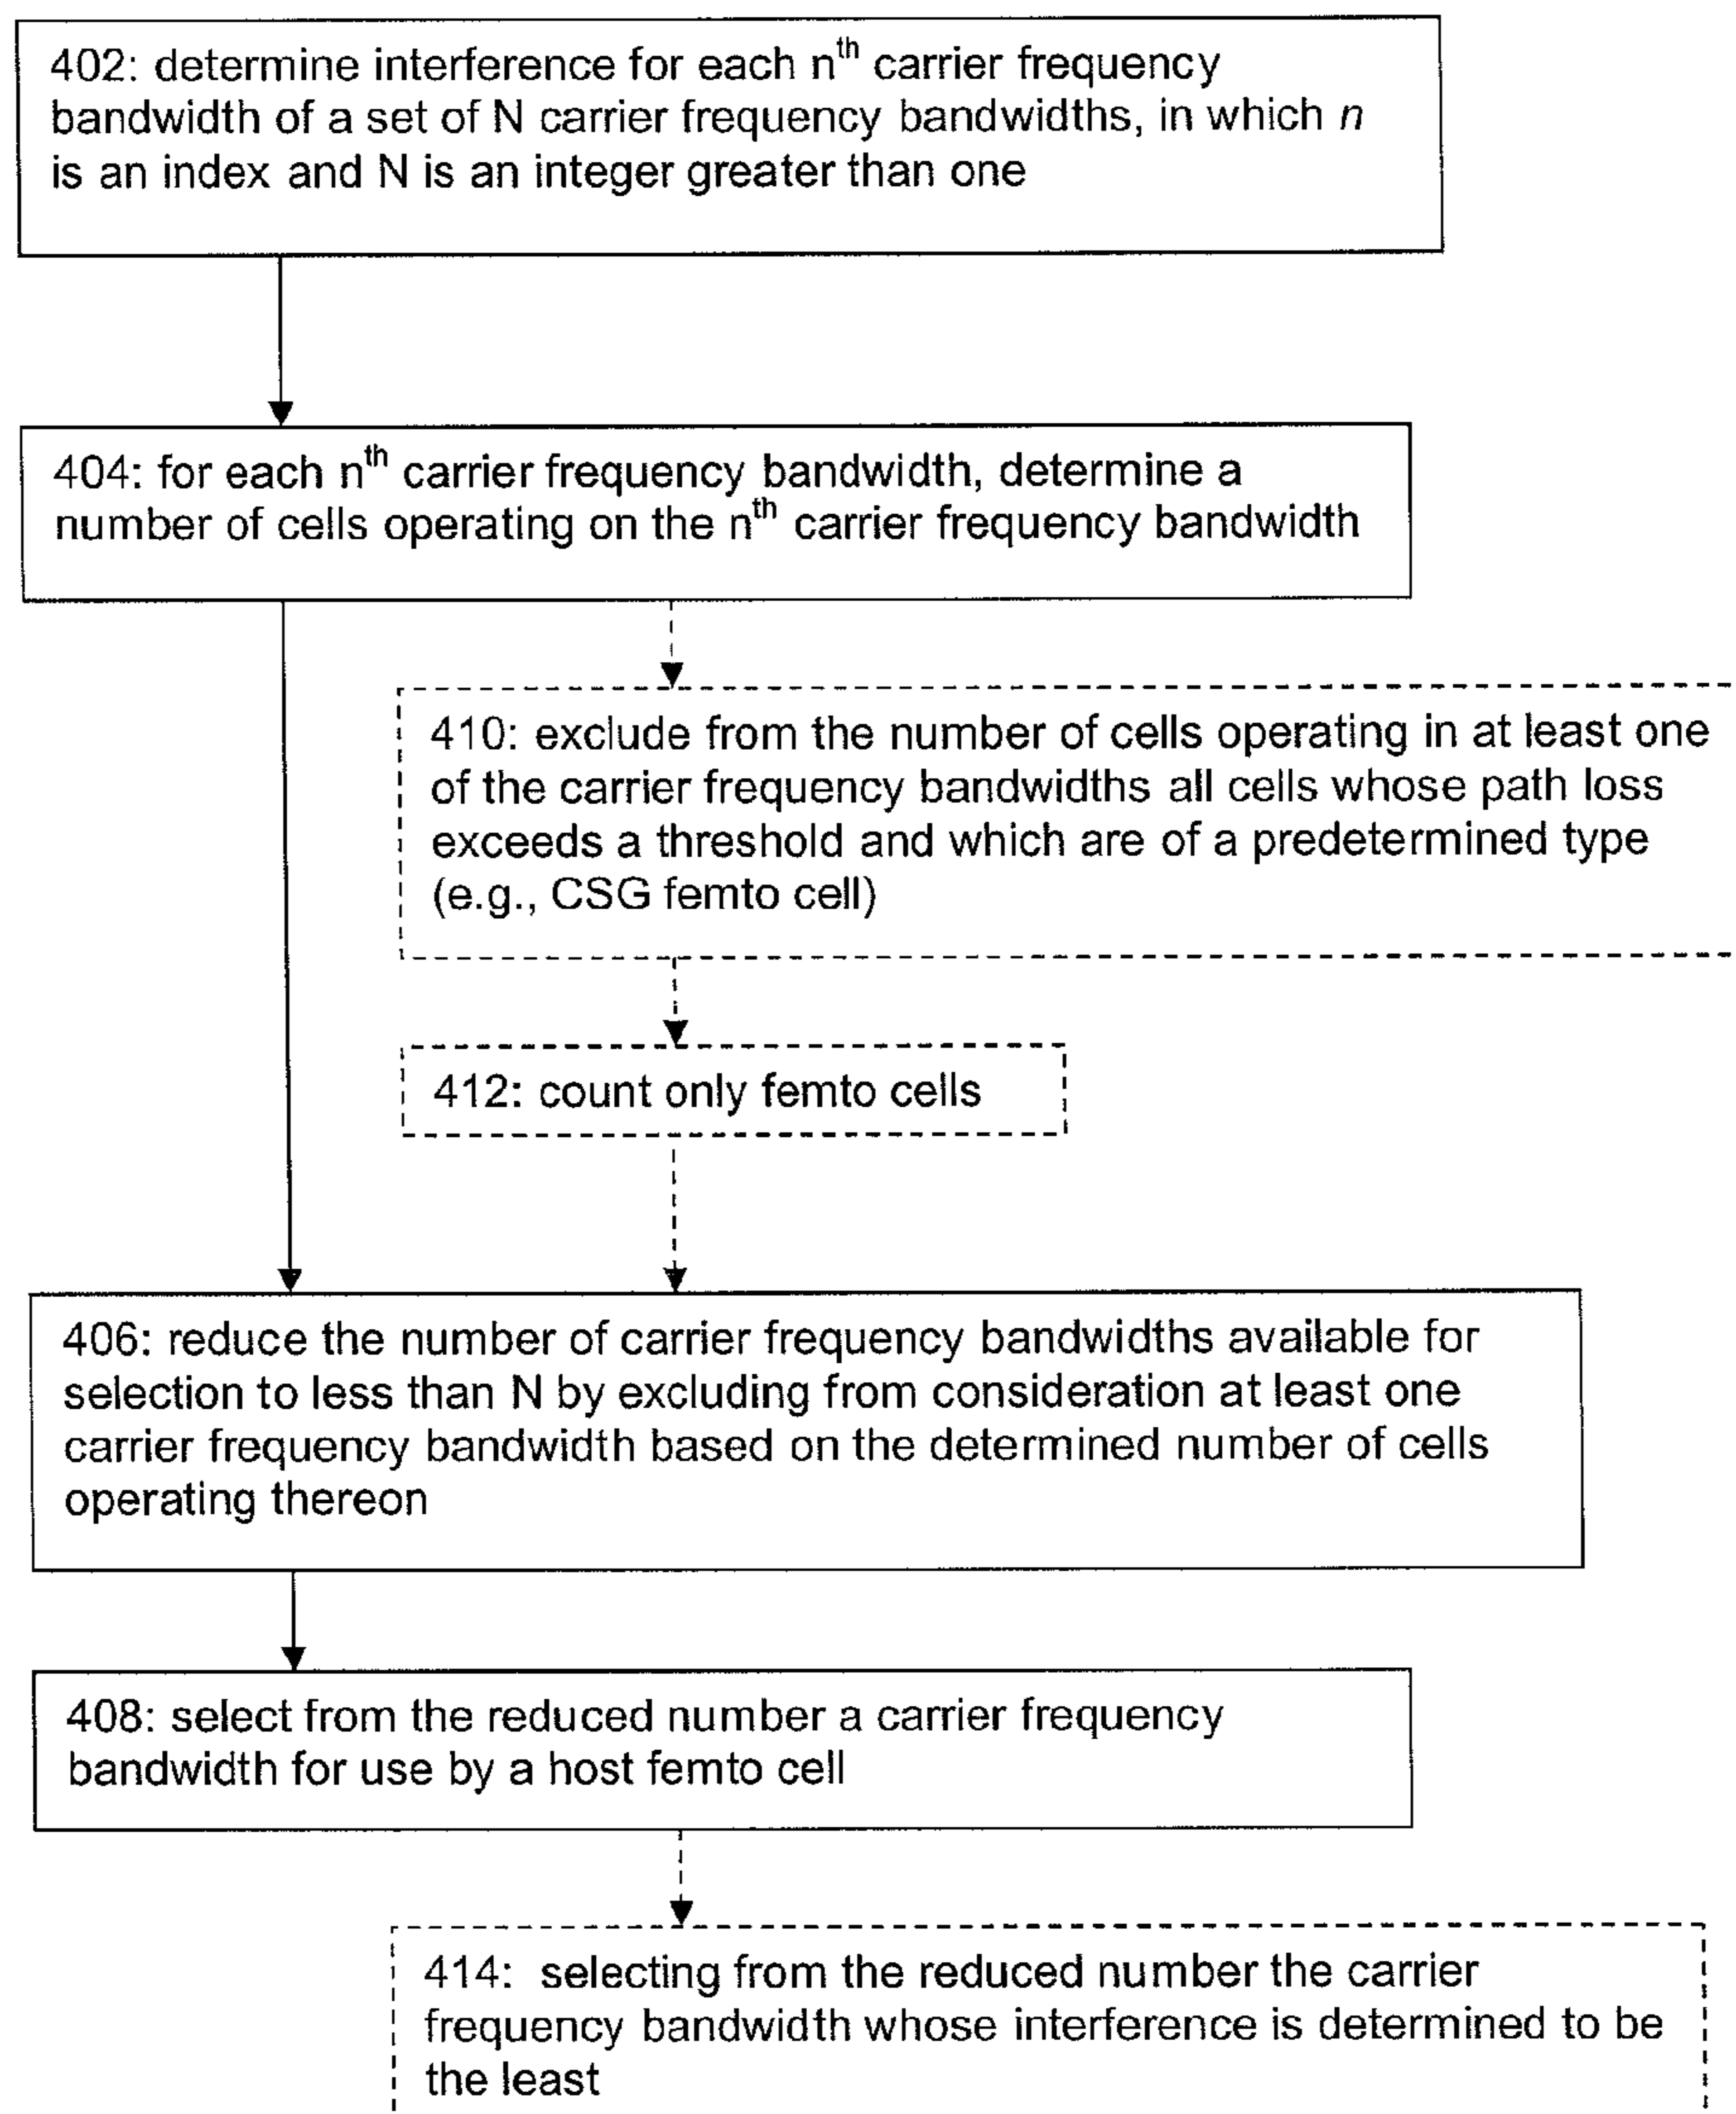 402: determine interference for each nth carrier frequency
bandwidth of a set of N carrier frequency bandwidths, in which n
is an index and N is an integer greater than one
404: for each nth carrier frequency bandwidth, determine a
number of cells operating on the nth carrier frequency bandwidth
410: exclude from the number of cells operating in at least one
of the carrier frequency bandwidths all cells whose path loss
exceeds a threshold and which are of a predetermined type
(e.g., CSG femto cell)
412: count only femto cells
406: reduce the number of carrier frequency bandwidths available for
selection to less than N by excluding from consideration at least one
carrier frequency bandwidth based on the determined number of cells
operating thereon
408: select from the reduced number a carrier frequency
bandwidth for use by a host femto cell
414: selecting from the reduced number the carrier
frequency bandwidth whose interference is determined to be
the least